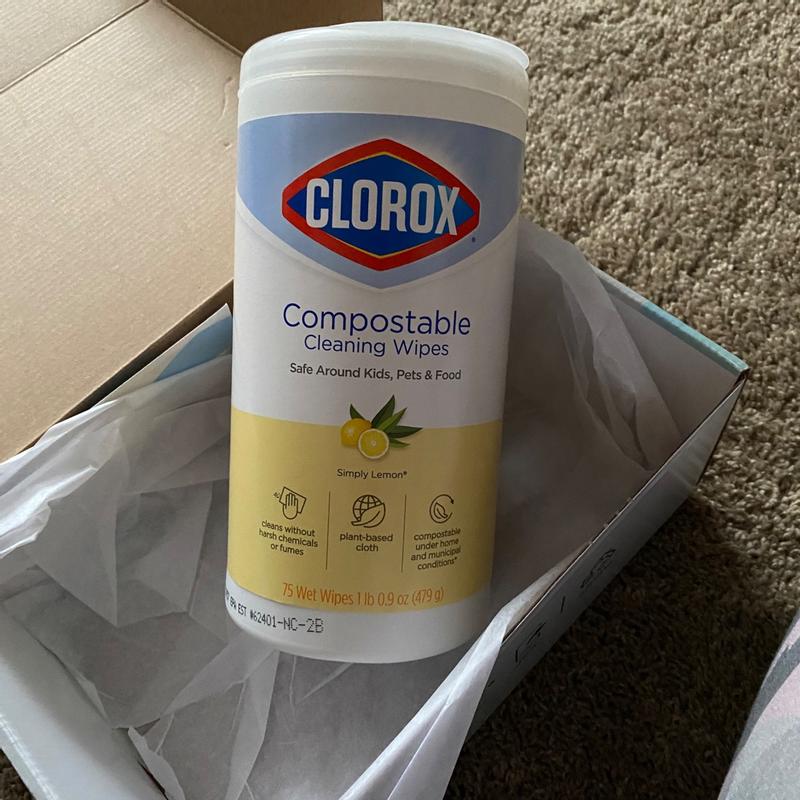 CLOROX
Compostable
Cleaning Wipes
Safe Around Kids, Pets & Food
Simply Lemon®
cleans without
harsh chemicals
or fumes
plant-based
cloth
compostable
under home
and municipal
conditions*
75 Wet Wipes 1 lb 0.9 oz (479 g)
EPA EST #62401-NC-2B